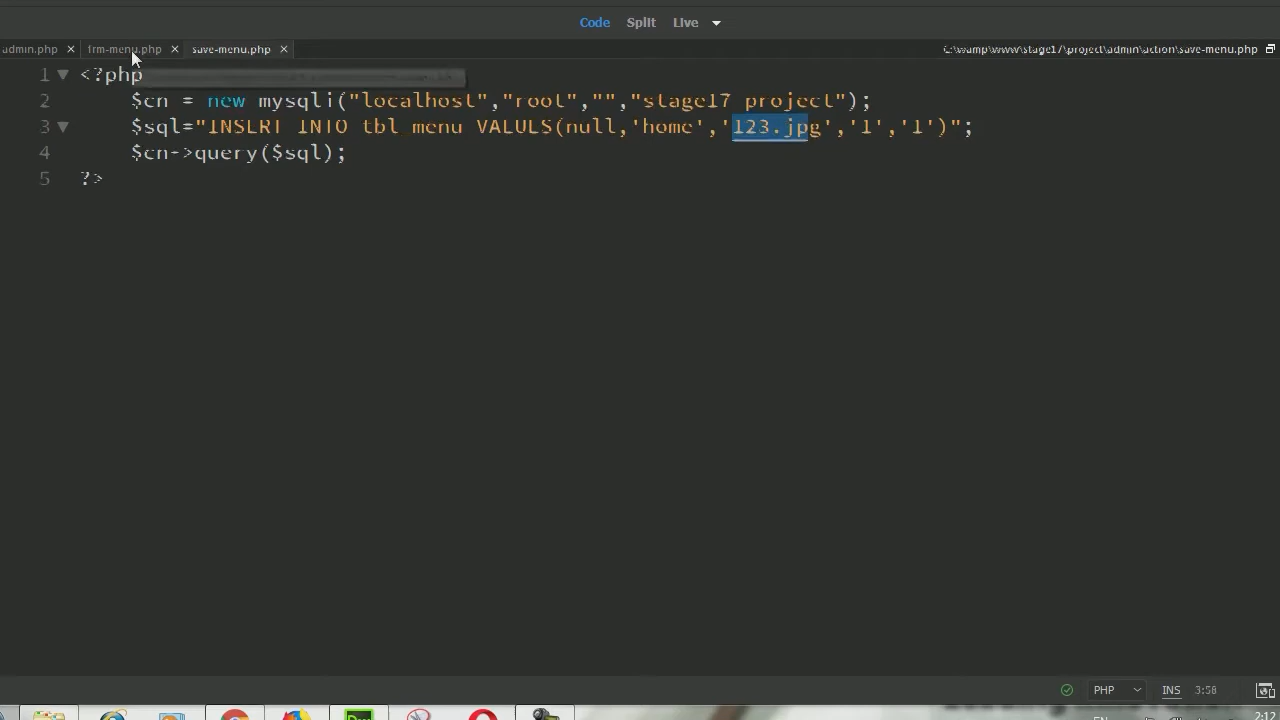 Code Split Live
admin.php frm-menu.php save-menu.php C:\wamp\www\stage17\project\admin\action\save-menu.php
1 <?php
2 $cn = new mysqli("localhost","root","","stage17_project");
3 $sql="INSERT INTO tbl_menu VALUES(null,'home','123.jpg','1','1')";
4 $cn->query($sql);
5 ?>
PHP INS 3:58
2:12